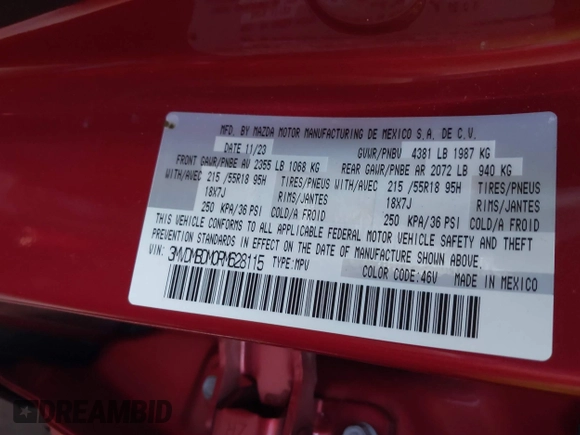 MFD. BY MAZDA MOTOR MANUFACTURING DE MEXICO S.A. DE C.V.
DATE 11/23 GVWR/PNBV 4381 LB 1987 KG
FRONT GAWR/PNBE AV 2355 LB 1068 KG REAR GAWR/PNBE AR 2072 LB 940 KG
WITH/AVEC 215 /55R18 95H TIRES/PNEUS WITH/AVEC 215 /55R18 95H TIRES/PNEUS
18X7J RIMS/JANTES 18X7J RIMS/JANTES
250 KPA/36 PSI COLD/A FROID 250 KPA/36 PSI COLD/A FROID
THIS VEHICLE CONFORMS TO ALL APPLICABLE FEDERAL MOTOR VEHICLE SAFETY AND THEFT
PREVENTION STANDARDS IN EFFECT ON THE DATE OF MANUFACTURE SHOWN ABOVE.
TYPE:MPV COLOR CODE:46V MADE IN MEXICO
DREAMBID